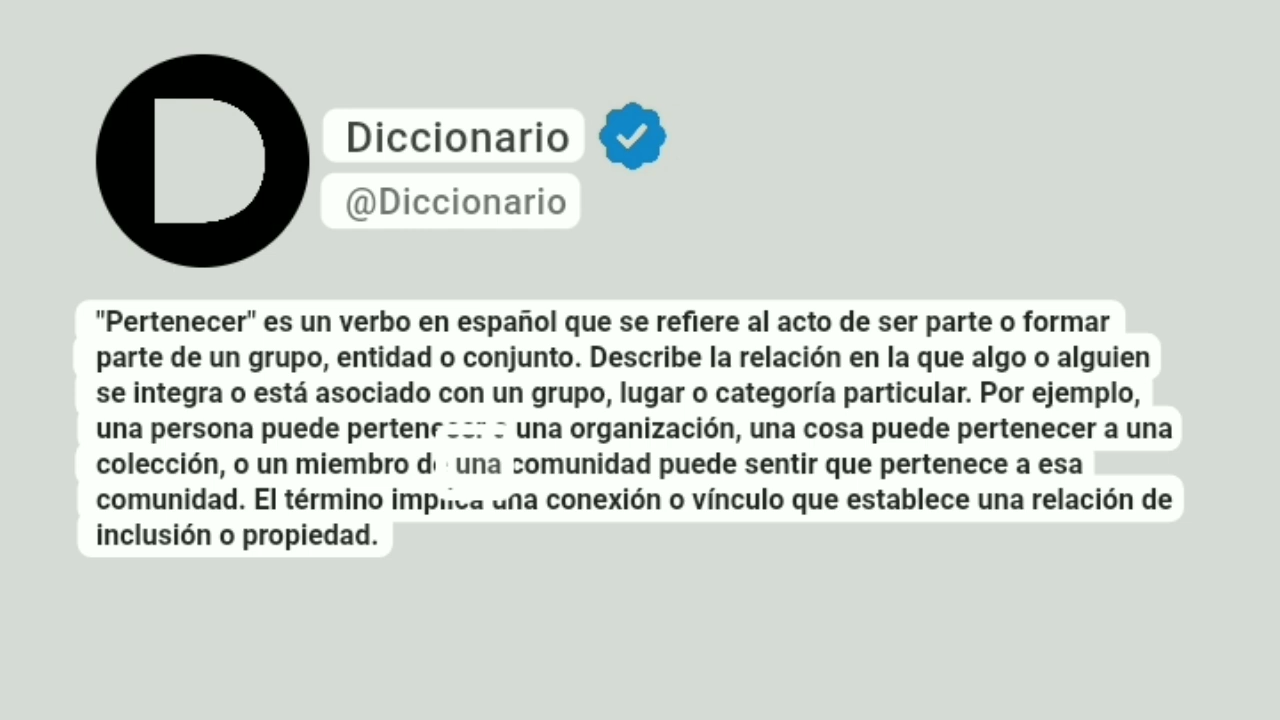 D
Diccionario
@Diccionario
"Pertenecer" es un verbo en español que se refiere al acto de ser parte o formar
parte de un grupo, entidad o conjunto. Describe la relación en la que algo o alguien
se integra o está asociado con un grupo, lugar o categoría particular. Por ejemplo,
una persona puede pertenecer a una organización, una cosa puede pertenecer a una
colección, o un miembro de una comunidad puede sentir que pertenece a esa
comunidad. El término implica una conexión o vínculo que establece una relación de
inclusión o propiedad.